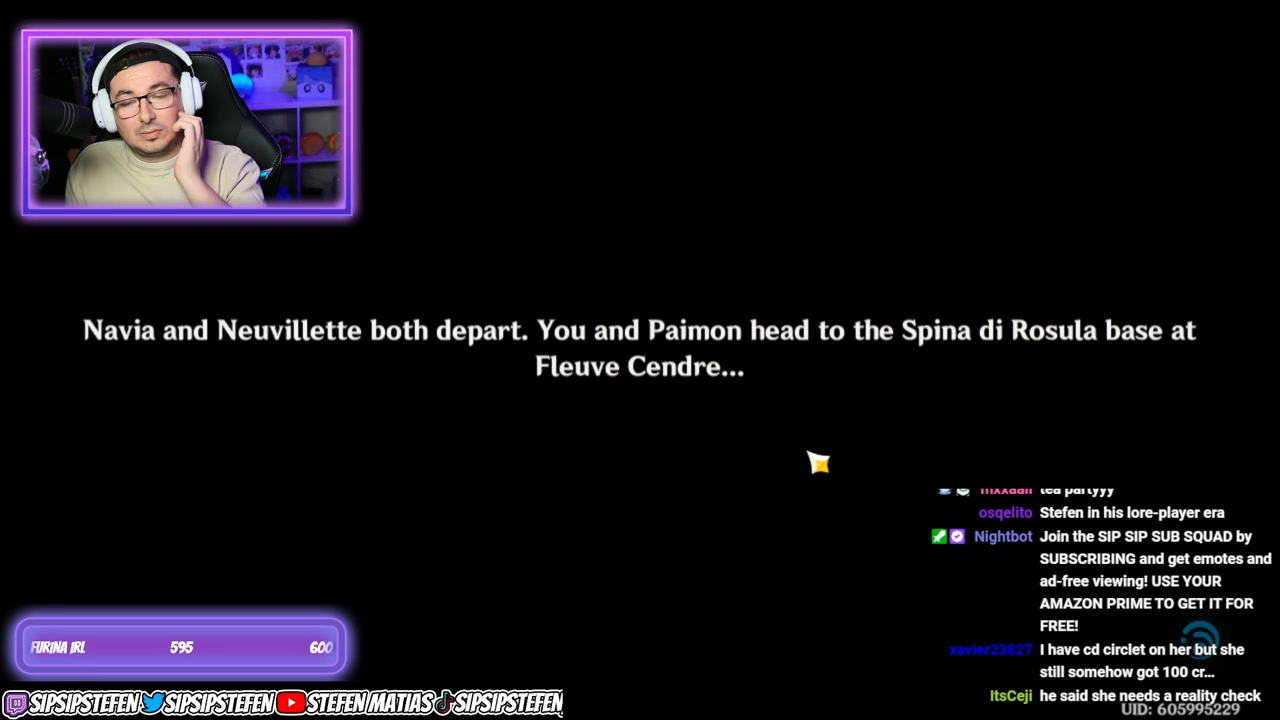 Navia and Neuvillette both depart. You and Paimon head to the Spina di Rosula base at
Fleuve Cendre...
tea partyyy
osqelito Stefen in his lore-player era
Nightbot Join the SIP SIP SUB SQUAD by
SUBSCRIBING and get emotes and
ad-free viewing! USE YOUR
AMAZON PRIME TO GET IT FOR
FREE!
xavier23827 I have cd circlet on her but she
still somehow got 100 cr...
ItsCeji he said she needs a reality check
FURINA IRL 595 600
SIPSIPSTEFEN SIPSIPSTEFEN STEFEN MATIAS SIPSIPSTEFEN
UID: 605995229